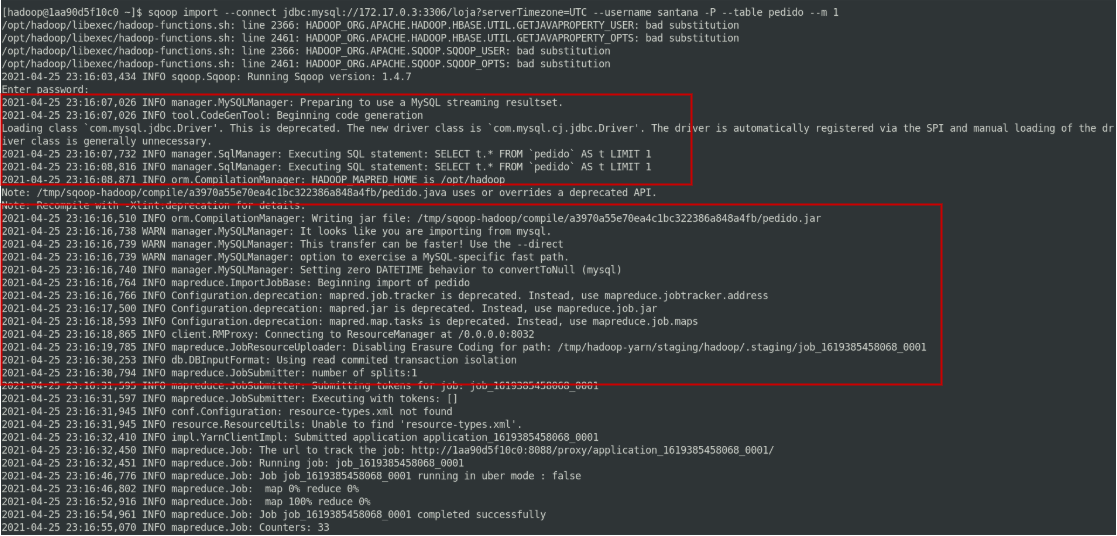 [hadoop@1aa90d5f10c0 ~]$ sqoop import --connect jdbc:mysql://172.17.0.3:3306/loja?serverTimezone=UTC --username santana -P --table pedido --m 1
/opt/hadoop/libexec/hadoop-functions.sh: line 2366: HADOOP_ORG.APACHE.HADOOP.HBASE.UTIL.GETJAVAPROPERTY_USER: bad substitution
/opt/hadoop/libexec/hadoop-functions.sh: line 2461: HADOOP_ORG.APACHE.HADOOP.HBASE.UTIL.GETJAVAPROPERTY_OPTS: bad substitution
/opt/hadoop/libexec/hadoop-functions.sh: line 2366: HADOOP_ORG.APACHE.SQOOP.SQOOP_USER: bad substitution
/opt/hadoop/libexec/hadoop-functions.sh: line 2461: HADOOP_ORG.APACHE.SQOOP.SQOOP_OPTS: bad substitution
2021-04-25 23:16:03,434 INFO sqoop.Sqoop: Running Sqoop version: 1.4.7
Enter password:
2021-04-25 23:16:07,026 INFO manager.MySQLManager: Preparing to use a MySQL streaming resultset.
2021-04-25 23:16:07,026 INFO tool.CodeGenTool: Beginning code generation
Loading class `com.mysql.jdbc.Driver'. This is deprecated. The new driver class is `com.mysql.cj.jdbc.Driver'. The driver is automatically registered via the SPI and manual loading of the dr
iver class is generally unnecessary.
2021-04-25 23:16:07,732 INFO manager.SqlManager: Executing SQL statement: SELECT t.* FROM `pedido` AS t LIMIT 1
2021-04-25 23:16:08,816 INFO manager.SqlManager: Executing SQL statement: SELECT t.* FROM `pedido` AS t LIMIT 1
2021-04-25 23:16:08,871 INFO orm.CompilationManager: HADOOP_MAPRED_HOME is /opt/hadoop
Note: /tmp/sqoop-hadoop/compile/a3970a55e70ea4c1bc322386a848a4fb/pedido.java uses or overrides a deprecated API.
Note: Recompile with -Xlint:deprecation for details.
2021-04-25 23:16:16,510 INFO orm.CompilationManager: Writing jar file: /tmp/sqoop-hadoop/compile/a3970a55e70ea4c1bc322386a848a4fb/pedido.jar
2021-04-25 23:16:16,738 WARN manager.MySQLManager: It looks like you are importing from mysql.
2021-04-25 23:16:16,739 WARN manager.MySQLManager: This transfer can be faster! Use the --direct
2021-04-25 23:16:16,739 WARN manager.MySQLManager: option to exercise a MySQL-specific fast path.
2021-04-25 23:16:16,740 INFO manager.MySQLManager: Setting zero DATETIME behavior to convertToNull (mysql)
2021-04-25 23:16:16,764 INFO mapreduce.ImportJobBase: Beginning import of pedido
2021-04-25 23:16:16,766 INFO Configuration.deprecation: mapred.job.tracker is deprecated. Instead, use mapreduce.jobtracker.address
2021-04-25 23:16:17,500 INFO Configuration.deprecation: mapred.jar is deprecated. Instead, use mapreduce.job.jar
2021-04-25 23:16:18,593 INFO Configuration.deprecation: mapred.map.tasks is deprecated. Instead, use mapreduce.job.maps
2021-04-25 23:16:18,865 INFO client.RMProxy: Connecting to ResourceManager at /0.0.0.0:8032
2021-04-25 23:16:19,785 INFO mapreduce.JobResourceUploader: Disabling Erasure Coding for path: /tmp/hadoop-yarn/staging/hadoop/.staging/job_1619385458068_0001
2021-04-25 23:16:30,253 INFO db.DBInputFormat: Using read commited transaction isolation
2021-04-25 23:16:30,794 INFO mapreduce.JobSubmitter: number of splits:1
2021-04-25 23:16:31,595 INFO mapreduce.JobSubmitter: Submitting tokens for job: job_1619385458068_0001
2021-04-25 23:16:31,597 INFO mapreduce.JobSubmitter: Executing with tokens: []
2021-04-25 23:16:31,945 INFO conf.Configuration: resource-types.xml not found
2021-04-25 23:16:31,945 INFO resource.ResourceUtils: Unable to find 'resource-types.xml'.
2021-04-25 23:16:32,410 INFO impl.YarnClientImpl: Submitted application application_1619385458068_0001
2021-04-25 23:16:32,450 INFO mapreduce.Job: The url to track the job: http://1aa90d5f10c0:8088/proxy/application_1619385458068_0001/
2021-04-25 23:16:32,451 INFO mapreduce.Job: Running job: job_1619385458068_0001
2021-04-25 23:16:46,776 INFO mapreduce.Job: Job job_1619385458068_0001 running in uber mode : false
2021-04-25 23:16:46,802 INFO mapreduce.Job:  map 0% reduce 0%
2021-04-25 23:16:52,916 INFO mapreduce.Job:  map 100% reduce 0%
2021-04-25 23:16:54,961 INFO mapreduce.Job: Job job_1619385458068_0001 completed successfully
2021-04-25 23:16:55,070 INFO mapreduce.Job: Counters: 33